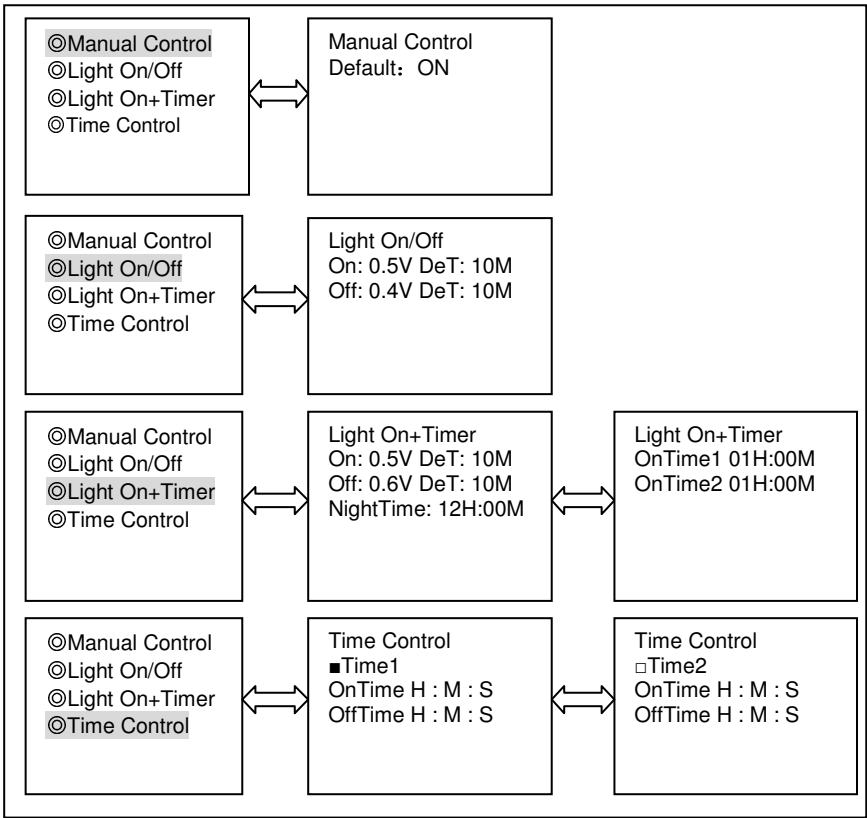 ◎Manual Control
◎Light On/Off
◎Light On+Timer
◎Time Control
Manual Control
Default：ON
◎Manual Control
◎Light On/Off
◎Light On+Timer
◎Time Control
Light On/Off
On: 0.5V DeT: 10M
Off: 0.4V DeT: 10M
◎Manual Control
◎Light On/Off
◎Light On+Timer
◎Time Control
Light On+Timer
On: 0.5V DeT: 10M
Off: 0.6V DeT: 10M
NightTime: 12H:00M
Light On+Timer
OnTime1 01H:00M
OnTime2 01H:00M
◎Manual Control
◎Light On/Off
◎Light On+Timer
◎Time Control
Time Control
■Time1
OnTime H : M : S
OffTime H : M : S
Time Control
□Time2
OnTime H : M : S
OffTime H : M : S